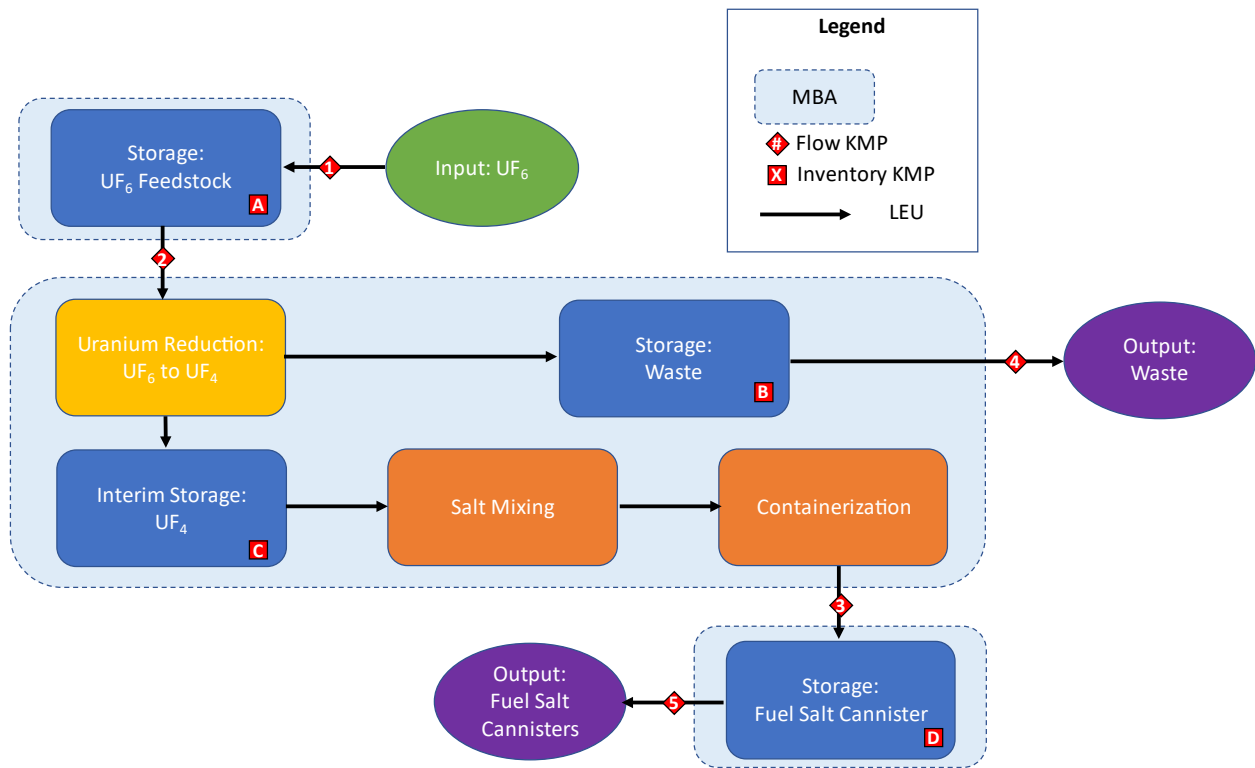 Legend
MBA
# Flow KMP
X Inventory KMP
LEU
Storage:
UF₆ Feedstock
A
1
Input: UF₆
2
Uranium Reduction:
UF₆ to UF₄
Storage:
Waste
B
4
Output:
Waste
Interim Storage:
UF₄
C
Salt Mixing
Containerization
3
Output:
Fuel Salt
Cannisters
5
Storage:
Fuel Salt Cannister
D